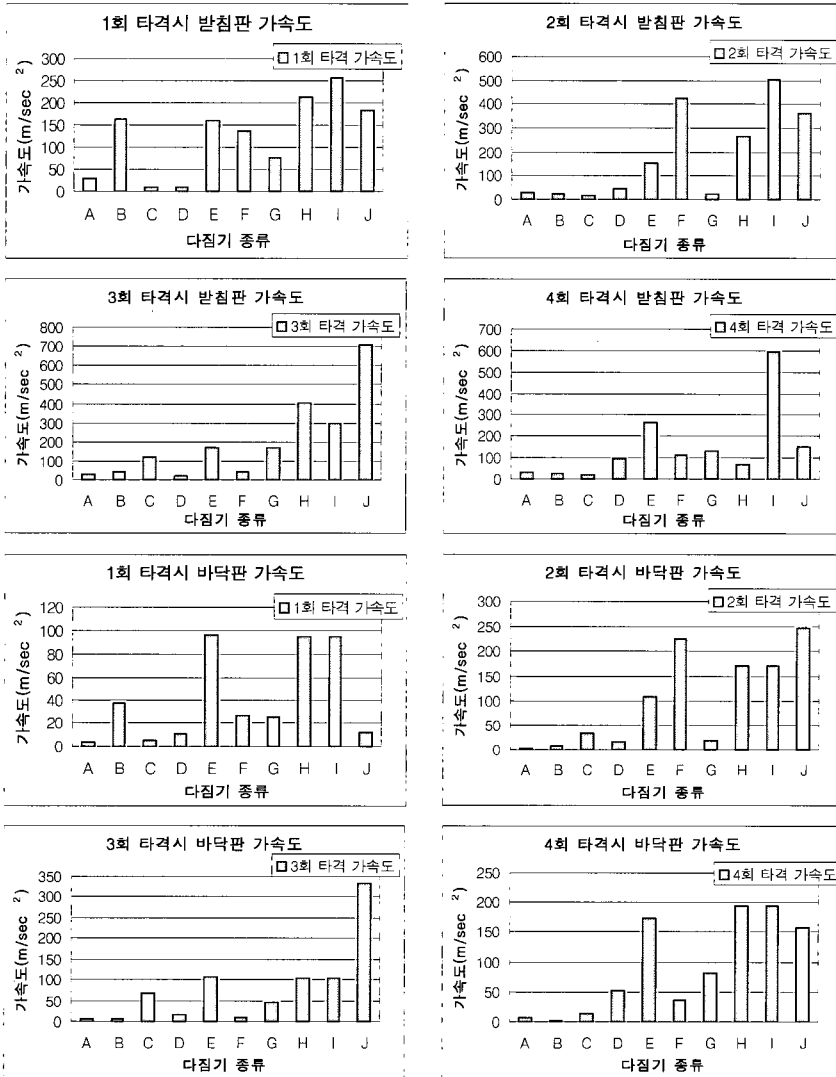 1회 타격시 받침판 가속도
□ 1회 타격 가속도
가속도(m/sec ²)
300
250
200
150
100
50
0
A B C D E F G H I J
다짐기 종류
2회 타격시 받침판 가속도
□ 2회 타격 가속도
가속도(m/sec ²)
600
500
400
300
200
100
0
A B C D E F G H I J
다짐기 종류
3회 타격시 받침판 가속도
□ 3회 타격 가속도
가속도(m/sec ²)
800
700
600
500
400
300
200
100
0
A B C D E F G H I J
다짐기 종류
4회 타격시 받침판 가속도
□ 4회 타격 가속도
가속도(m/sec ²)
700
600
500
400
300
200
100
0
A B C D E F G H I J
다짐기 종류
1회 타격시 바닥판 가속도
□ 1회 타격 가속도
가속도(m/sec ²)
120
100
80
60
40
20
0
A B C D E F G H I J
다짐기 종류
2회 타격시 바닥판 가속도
□ 2회 타격 가속도
가속도(m/sec ²)
300
250
200
150
100
50
0
A B C D E F G H I J
다짐기 종류
3회 타격시 바닥판 가속도
□ 3회 타격 가속도
가속도(m/sec ²)
350
300
250
200
150
100
50
0
A B C D E F G H I J
다짐기 종류
4회 타격시 바닥판 가속도
□ 4회 타격 가속도
가속도(m/sec ²)
250
200
150
100
50
0
A B C D E F G H I J
다짐기 종류